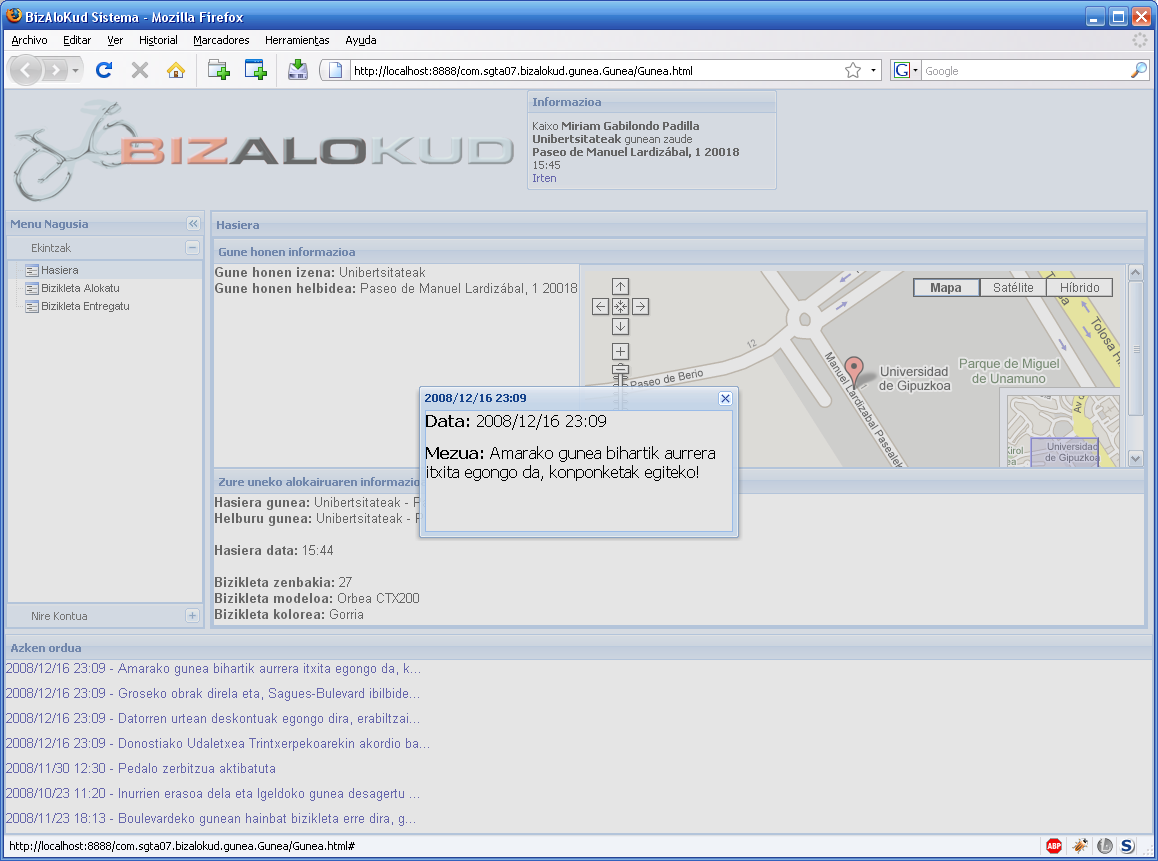 BizAloKud Sistema - Mozilla Firefox
Archivo Editar Ver Historial Marcadores Herramientas Ayuda
http://localhost:8888/com.sgta07.bizalokud.gunea.Gunea/Gunea.html
G Google
BIZALOKUD
Informazioa
Kaixo Miriam Gabilondo Padilla
Unibertsitateak gunean zaude
Paseo de Manuel Lardizábal, 1 20018
15:45
Irten
Menu Nagusia
Ekintzak
Hasiera
Bizikleta Alokatu
Bizikleta Entregatu
Nire Kontua
Hasiera
Gune honen informazioa
Gune honen izena: Unibertsitateak
Gune honen helbidea: Paseo de Manuel Lardizábal, 1 20018
Mapa Satélite Híbrido
12
Paseo de Berio
Manuel Lardizabal Pasealek
Universidad
de Gipuzkoa
Parque de Miguel
de Unamuno
Tolosa
Av
Kirol
Universidad
de Gipuzkoa
2008/12/16 23:09
Data: 2008/12/16 23:09
Mezua: Amarako gunea bihartik aurrera
itxita egongo da, konponketak egiteko!
Zure uneko alokairuaren informazio
Hasiera gunea: Unibertsitateak - P
Helburu gunea: Unibertsitateak - P
Hasiera data: 15:44
Bizikleta zenbakia: 27
Bizikleta modeloa: Orbea CTX200
Bizikleta kolorea: Gorria
Azken ordua
2008/12/16 23:09 - Amarako gunea bihartik aurrera itxita egongo da, k...
2008/12/16 23:09 - Groseko obrak direla eta, Sagues-Bulevard ibilbide...
2008/12/16 23:09 - Datorren urtean deskontuak egongo dira, erabiltzai...
2008/12/16 23:09 - Donostiako Udaletxea Trintxerpekoarekin akordio ba...
2008/11/30 12:30 - Pedalo zerbitzua aktibatuta
2008/10/23 11:20 - Inurrien erasoa dela eta Igeldoko gunea desagertu ...
2008/11/23 18:13 - Boulevardeko gunean hainbat bizikleta erre dira, g...
http://localhost:8888/com.sgta07.bizalokud.gunea.Gunea/Gunea.html#
ABP
S